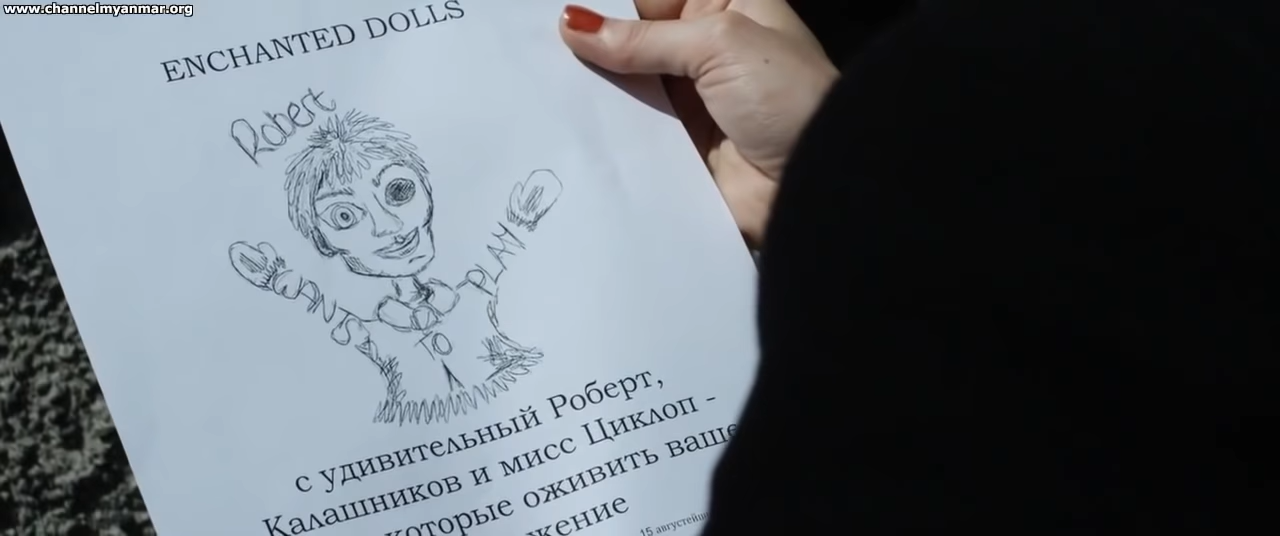 www.channelmyanmar.org
ENCHANTED DOLLS
Robert
WANTS TO PLAY
с удивительный Роберт,
Калашников и мисс Циклоп -
которые оживить ваше
жение